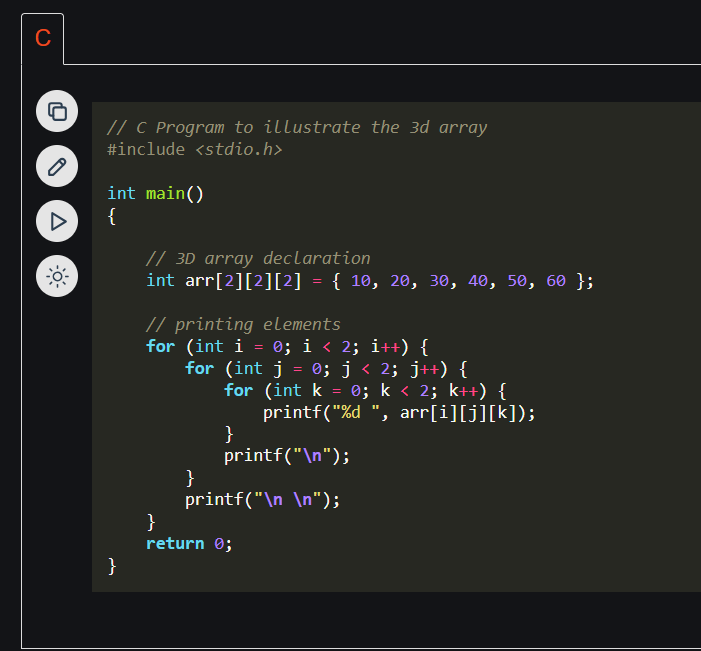 C
// C Program to illustrate the 3d array
#include <stdio.h>
int main()
{
// 3D array declaration
int arr[2][2][2] = { 10, 20, 30, 40, 50, 60 };
// printing elements
for (int i = 0; i < 2; i++) {
for (int j = 0; j < 2; j++) {
for (int k = 0; k < 2; k++) {
printf("%d ", arr[i][j][k]);
}
printf("\n");
}
printf("\n \n");
}
return 0;
}